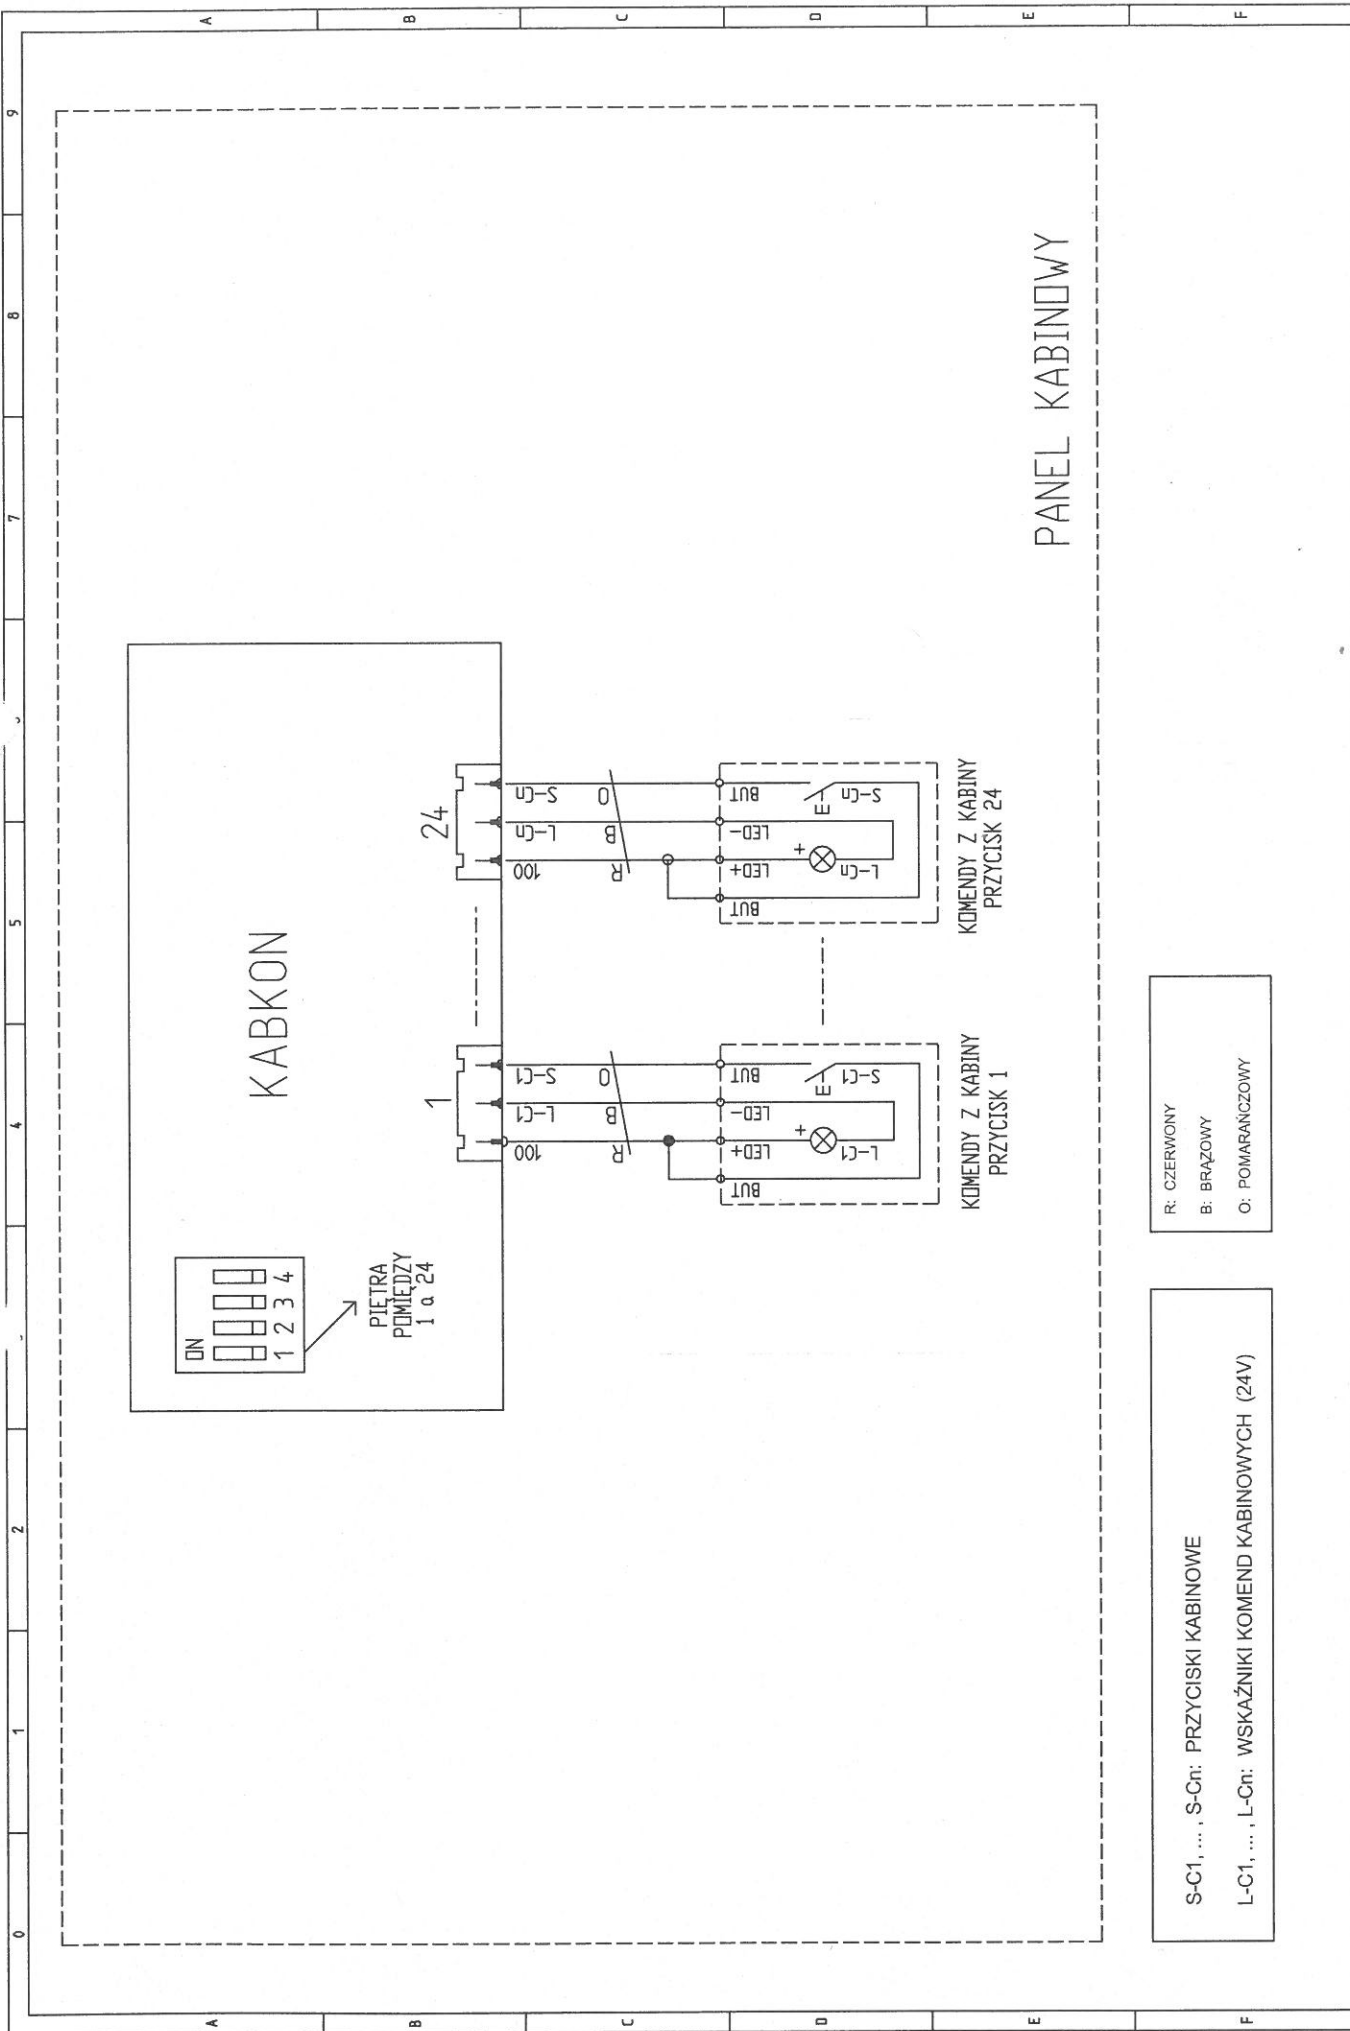 0 1 2 4 5 7 8 9
A A
B B
C C
D D
E E
F F
KABKON
ON
1 2 3 4
PIĘTRA
POMIĘDZY
1 a 24
1
24
100
L-C1
S-C1
R
B
O
BUT
LED+
LED-
BUT
+
L-C1
E
S-C1
KOMENDY Z KABINY
PRZYCISK 1
100
L-Cn
S-Cn
R
B
O
BUT
LED+
LED-
BUT
+
L-Cn
E
S-Cn
KOMENDY Z KABINY
PRZYCISK 24
PANEL KABINOWY
S-C1, ... , S-Cn: PRZYCISKI KABINOWE
L-C1, ... , L-Cn: WSKAŹNIKI KOMEND KABINOWYCH (24V)
R: CZERWONY
B: BRĄZOWY
O: POMARAŃCZOWY